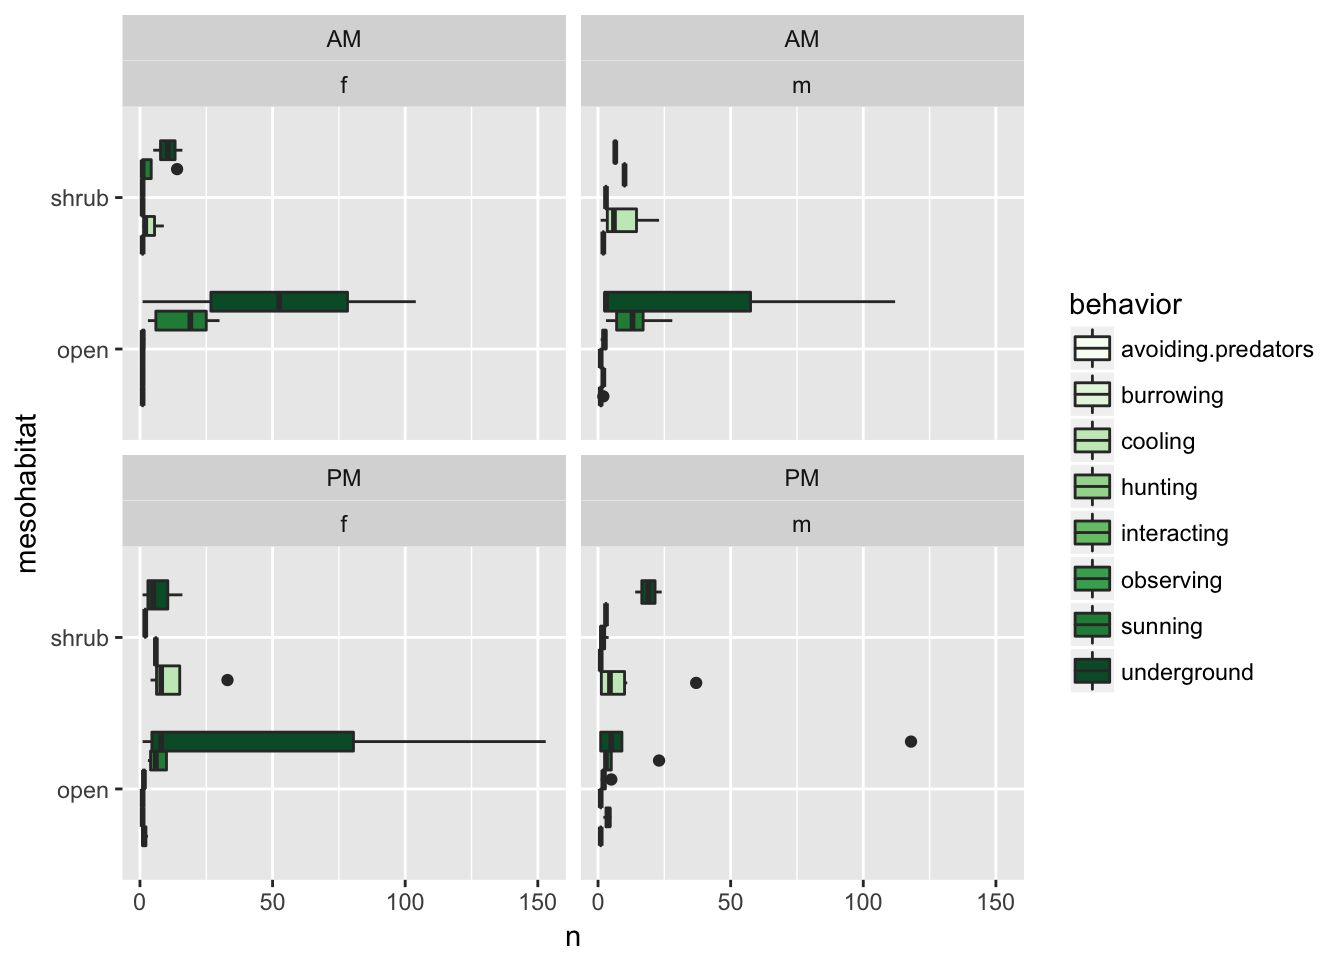 AM
AM
f
m
shrub
open
PM
PM
f
m
shrub
open
0
50
100
150
0
50
100
150
n
mesohabitat
behavior
avoiding.predators
burrowing
cooling
hunting
interacting
observing
sunning
underground